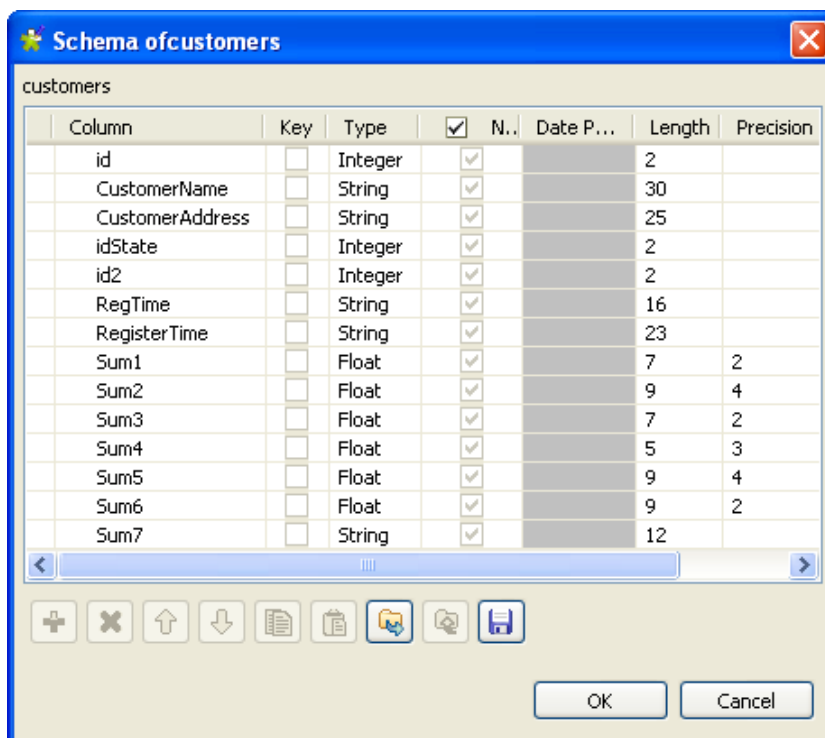 Schema ofcustomers
customers
Column Key Type N.. Date P... Length Precision
id Integer 2
CustomerName String 30
CustomerAddress String 25
idState Integer 2
id2 Integer 2
RegTime String 16
RegisterTime String 23
Sum1 Float 7 2
Sum2 Float 9 4
Sum3 Float 7 2
Sum4 Float 5 3
Sum5 Float 9 4
Sum6 Float 9 2
Sum7 String 12
OK Cancel